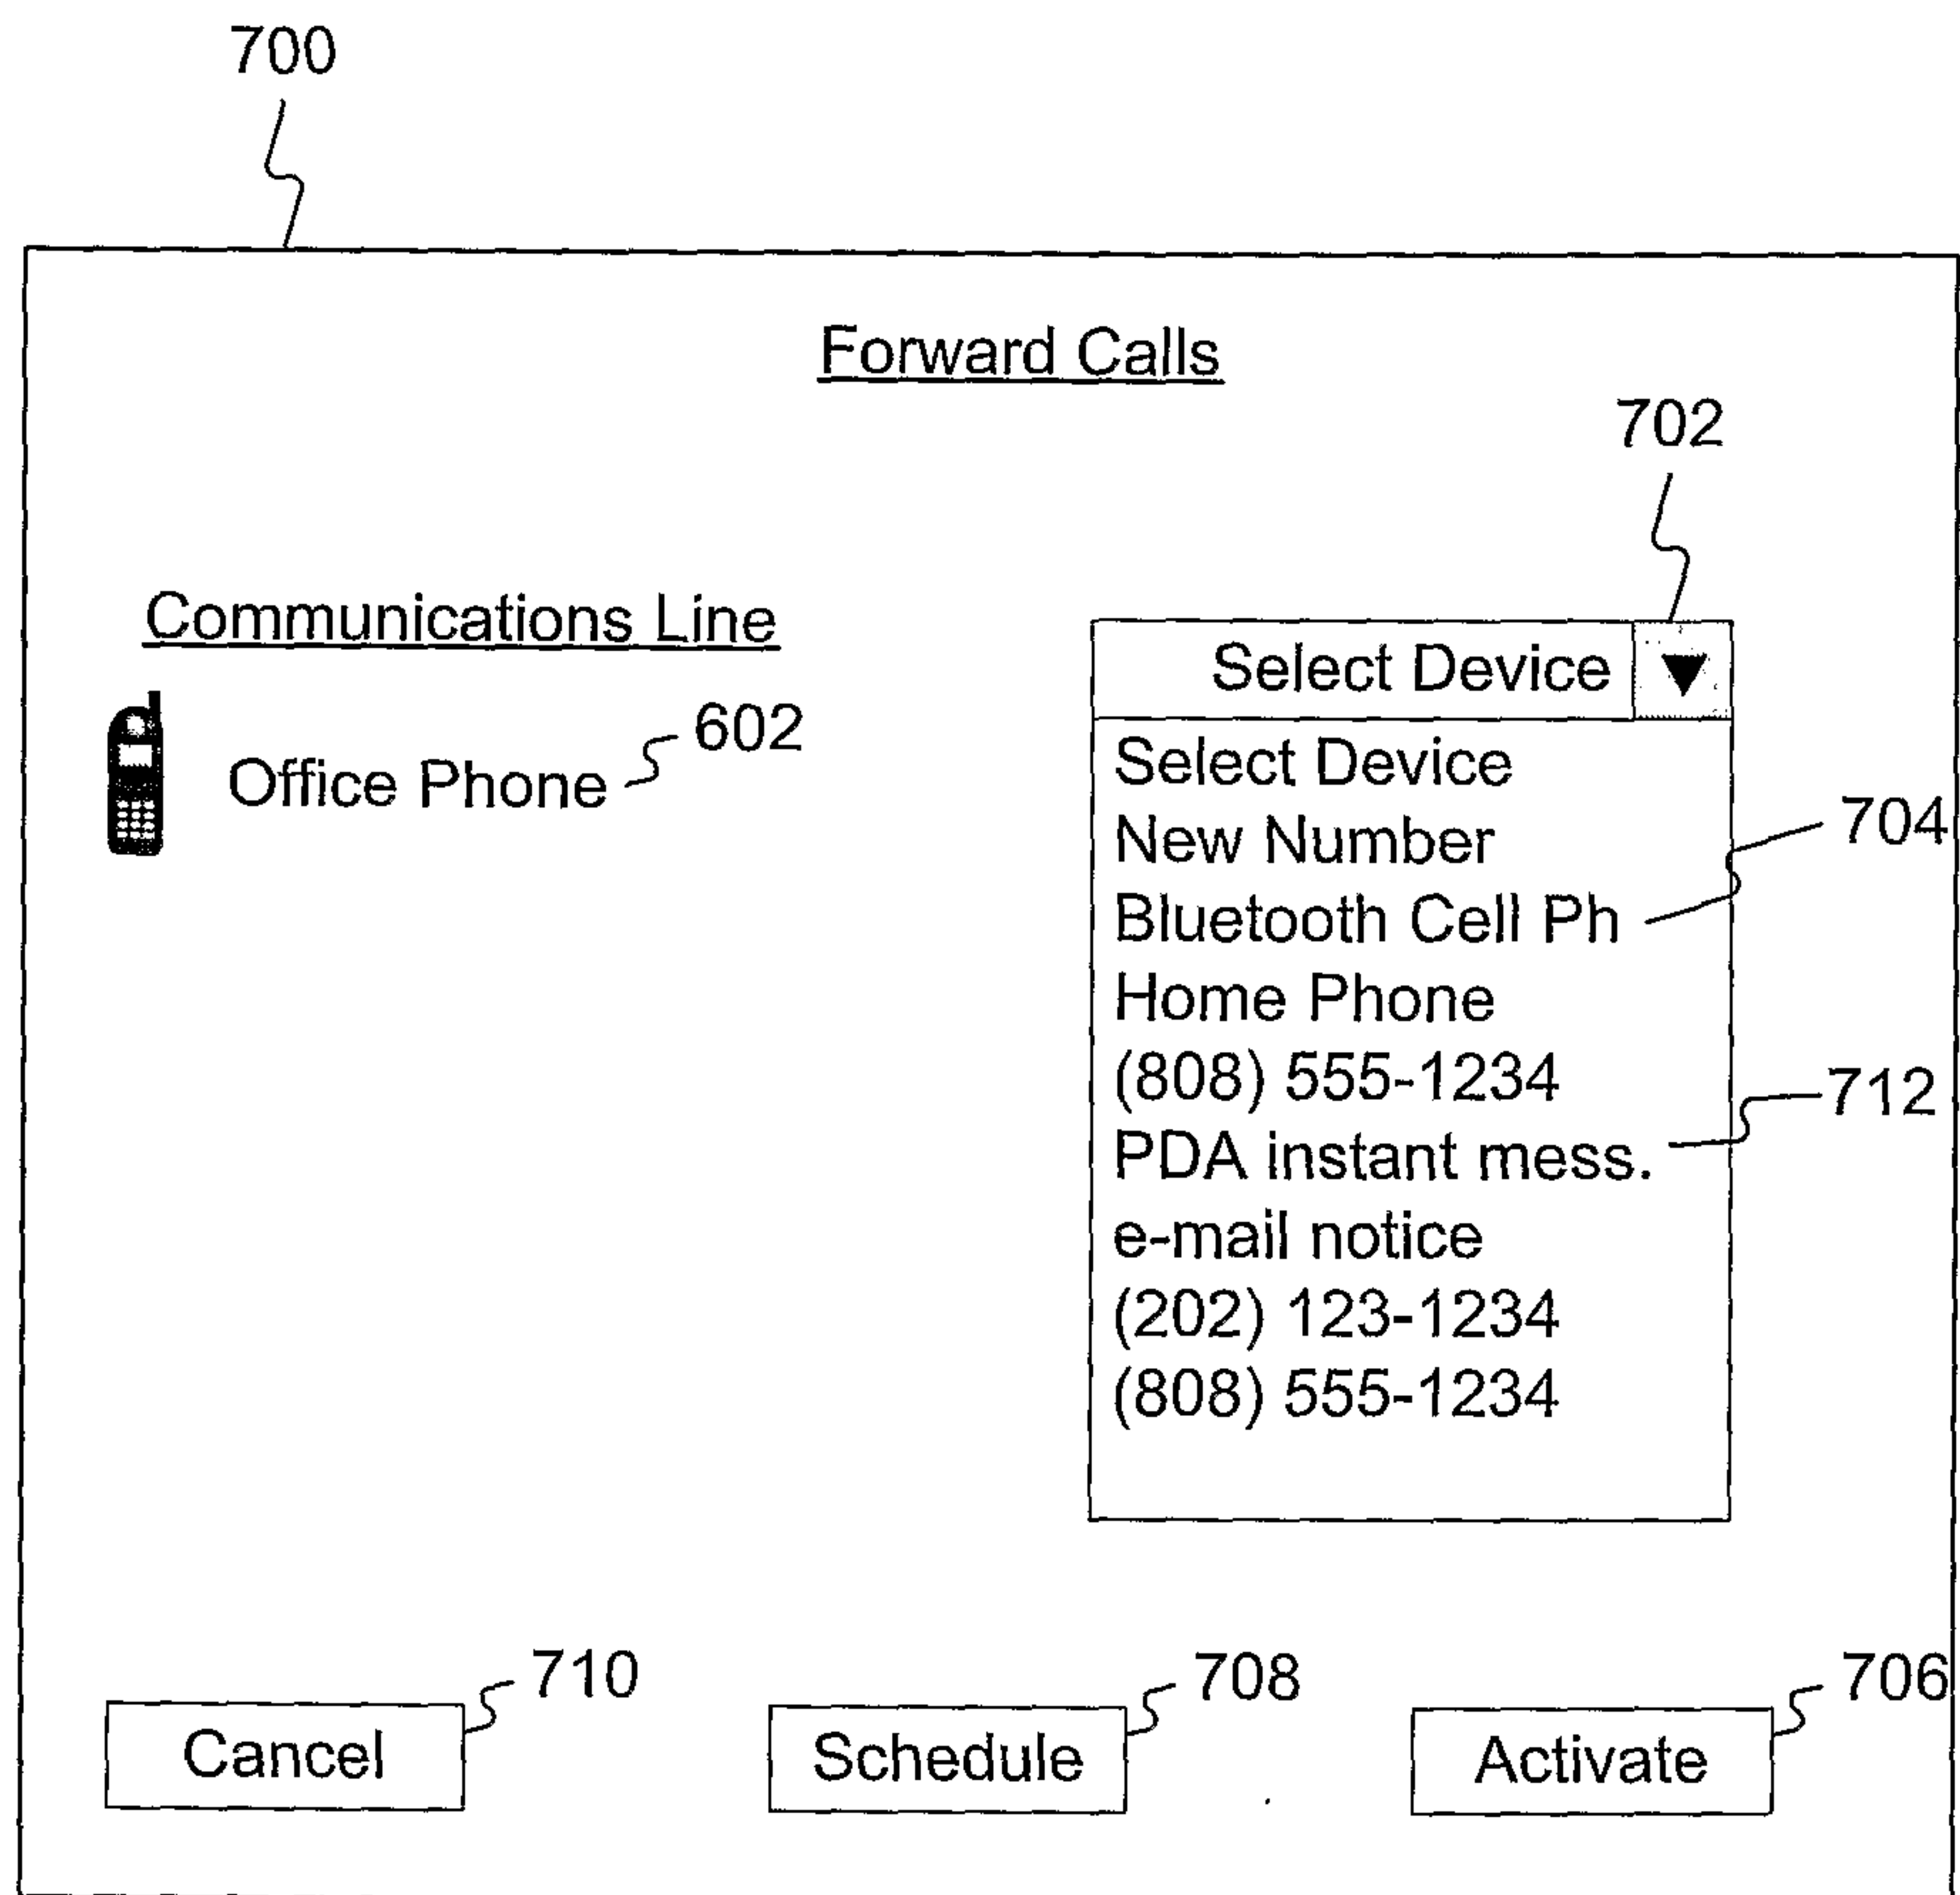 700
Forward Calls
702
Communications Line
Select Device
Office Phone 602
Select Device
New Number
704
Bluetooth Cell Ph
Home Phone
(808) 555-1234
712
PDA instant mess.
e-mail notice
(202) 123-1234
(808) 555-1234
710
708
706
Cancel
Schedule
Activate